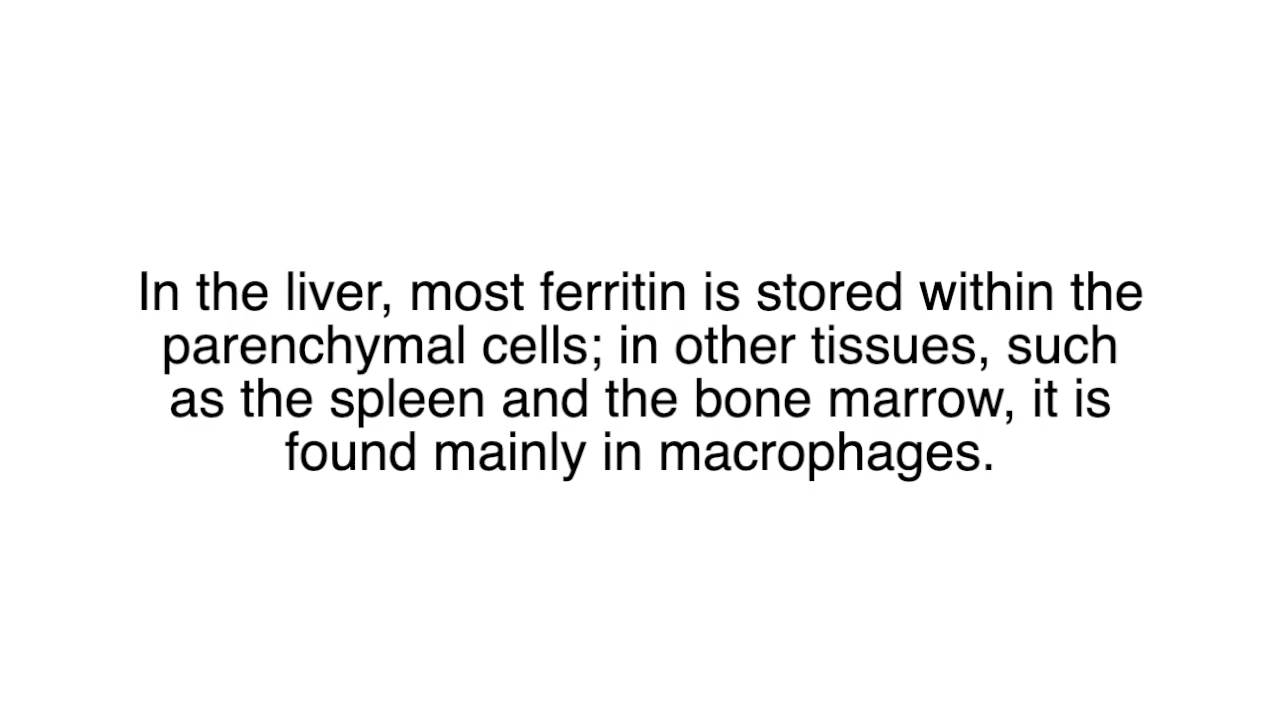 In the liver, most ferritin is stored within the
parenchymal cells; in other tissues, such
as the spleen and the bone marrow, it is
found mainly in macrophages.